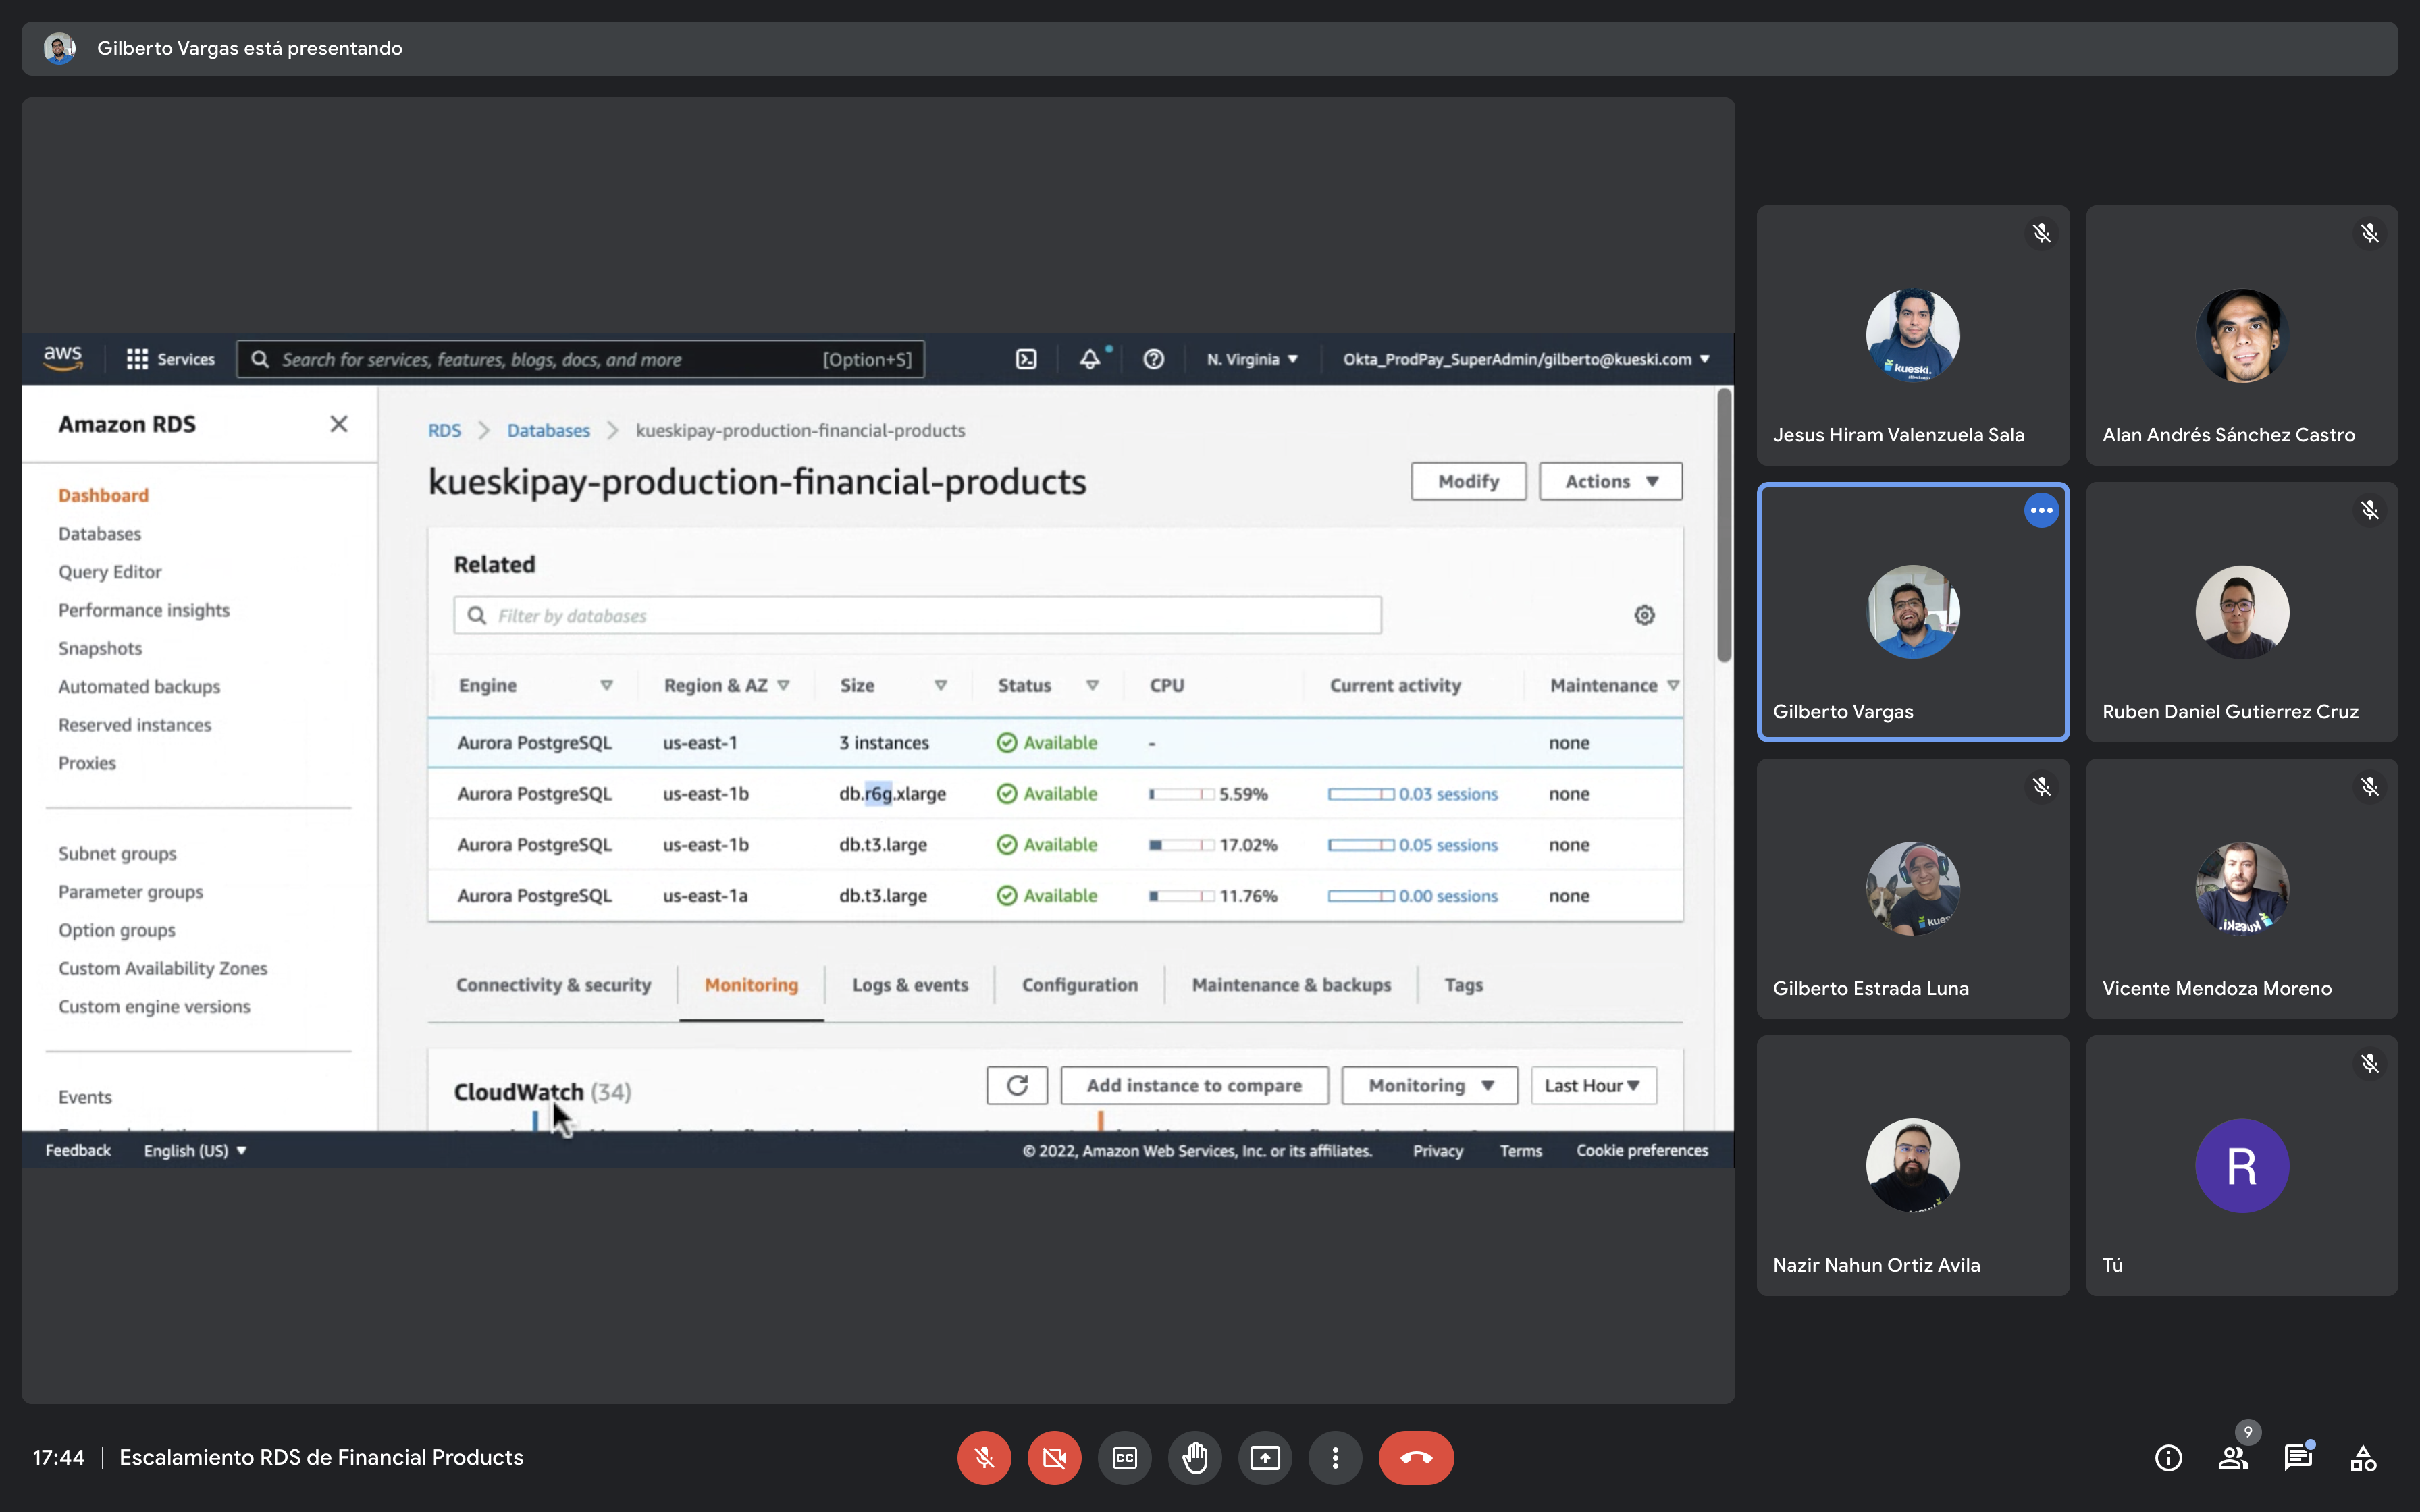 Gilberto Vargas está presentando
aws
Services
Search for services, features, blogs, docs, and more [Option+S]
N. Virginia
Okta_ProdPay_SuperAdmin/gilberto@kueski.com
Amazon RDS
Dashboard
Databases
Query Editor
Performance insights
Snapshots
Automated backups
Reserved instances
Proxies
Subnet groups
Parameter groups
Option groups
Custom Availability Zones
Custom engine versions
Events
RDS > Databases > kueskipay-production-financial-products
kueskipay-production-financial-products
Modify
Actions
Related
Filter by databases
Engine Region & AZ Size Status CPU Current activity Maintenance
Aurora PostgreSQL us-east-1 3 instances Available - none
Aurora PostgreSQL us-east-1b db.r6g.xlarge Available 5.59% 0.03 sessions none
Aurora PostgreSQL us-east-1b db.t3.large Available 17.02% 0.05 sessions none
Aurora PostgreSQL us-east-1a db.t3.large Available 11.76% 0.00 sessions none
Connectivity & security Monitoring Logs & events Configuration Maintenance & backups Tags
CloudWatch (34)
Add instance to compare
Monitoring
Last Hour
Feedback English (US)
© 2022, Amazon Web Services, Inc. or its affiliates. Privacy Terms Cookie preferences
kueski.
Jesus Hiram Valenzuela Sala
Alan Andrés Sánchez Castro
Gilberto Vargas
Ruben Daniel Gutierrez Cruz
Gilberto Estrada Luna
kueski.
Vicente Mendoza Moreno
Nazir Nahun Ortiz Avila
R
Tú
17:44 | Escalamiento RDS de Financial Products
CC
9